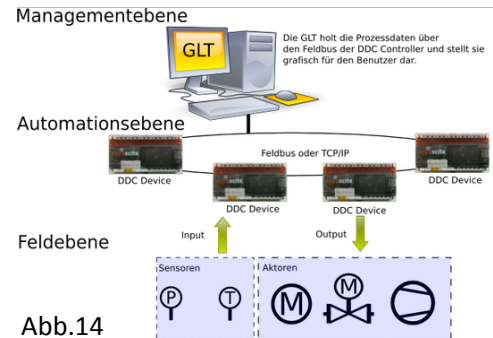 Managementebene
GLT
Die GLT holt die Prozessdaten über
den Feldbus der DDC Controller und stellt sie
grafisch für den Benutzer dar.
Automationsebene
Feldbus oder TCP/IP
DDC Device
DDC Device
DDC Device
DDC Device
Input
Output
Feldebene
Sensoren
Aktoren
P
T
M
M
Abb.14